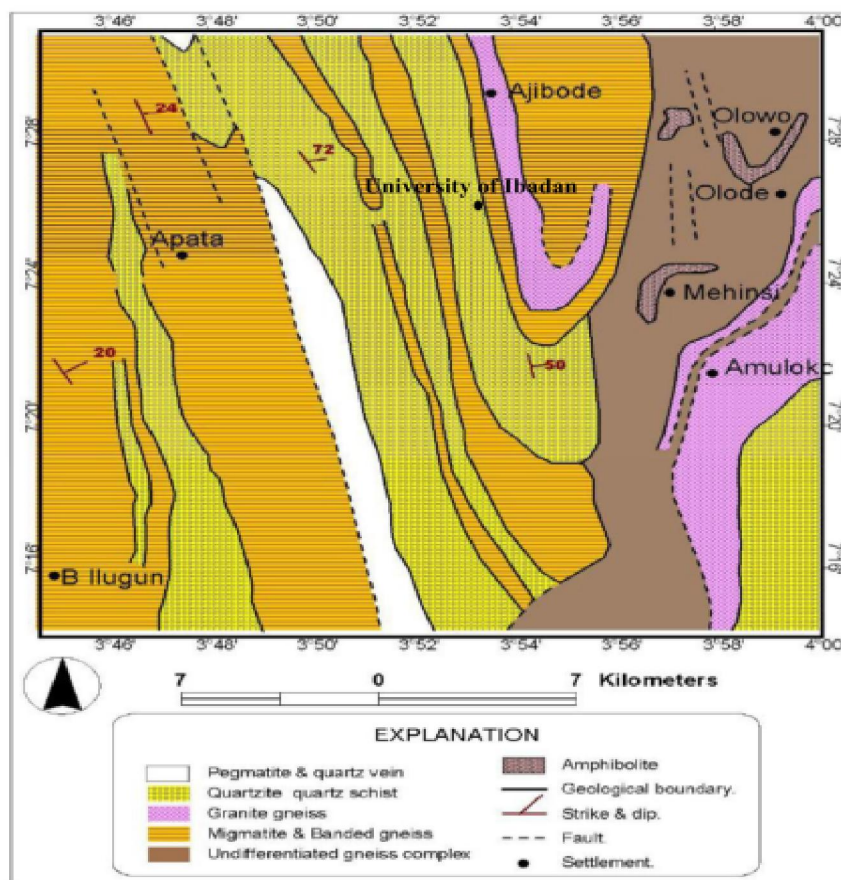 3°46' 3°48' 3°50' 3°52' 3°54' 3°56' 3°58' 4°00
7°28'
7°28'
24
Ajibode
Olowo
72
University of Ibadan
Olode
Apata
7°24'
7°24'
Mehinsi
20
50
Amulokc
7°20'
7°20'
7°16'
7°16'
B Ilugun
3°46' 3°48' 3°50' 3°52' 3°54' 3°56' 3°58' 4°00
7 0 7 Kilometers
EXPLANATION
Pegmatite & quartz vein
Quartzite quartz schist
Granite gneiss
Migmatite & Banded gneiss
Undifferentiated gneiss complex
Amphibolite
Geological boundary.
Strike & dip.
Fault.
Settlement.